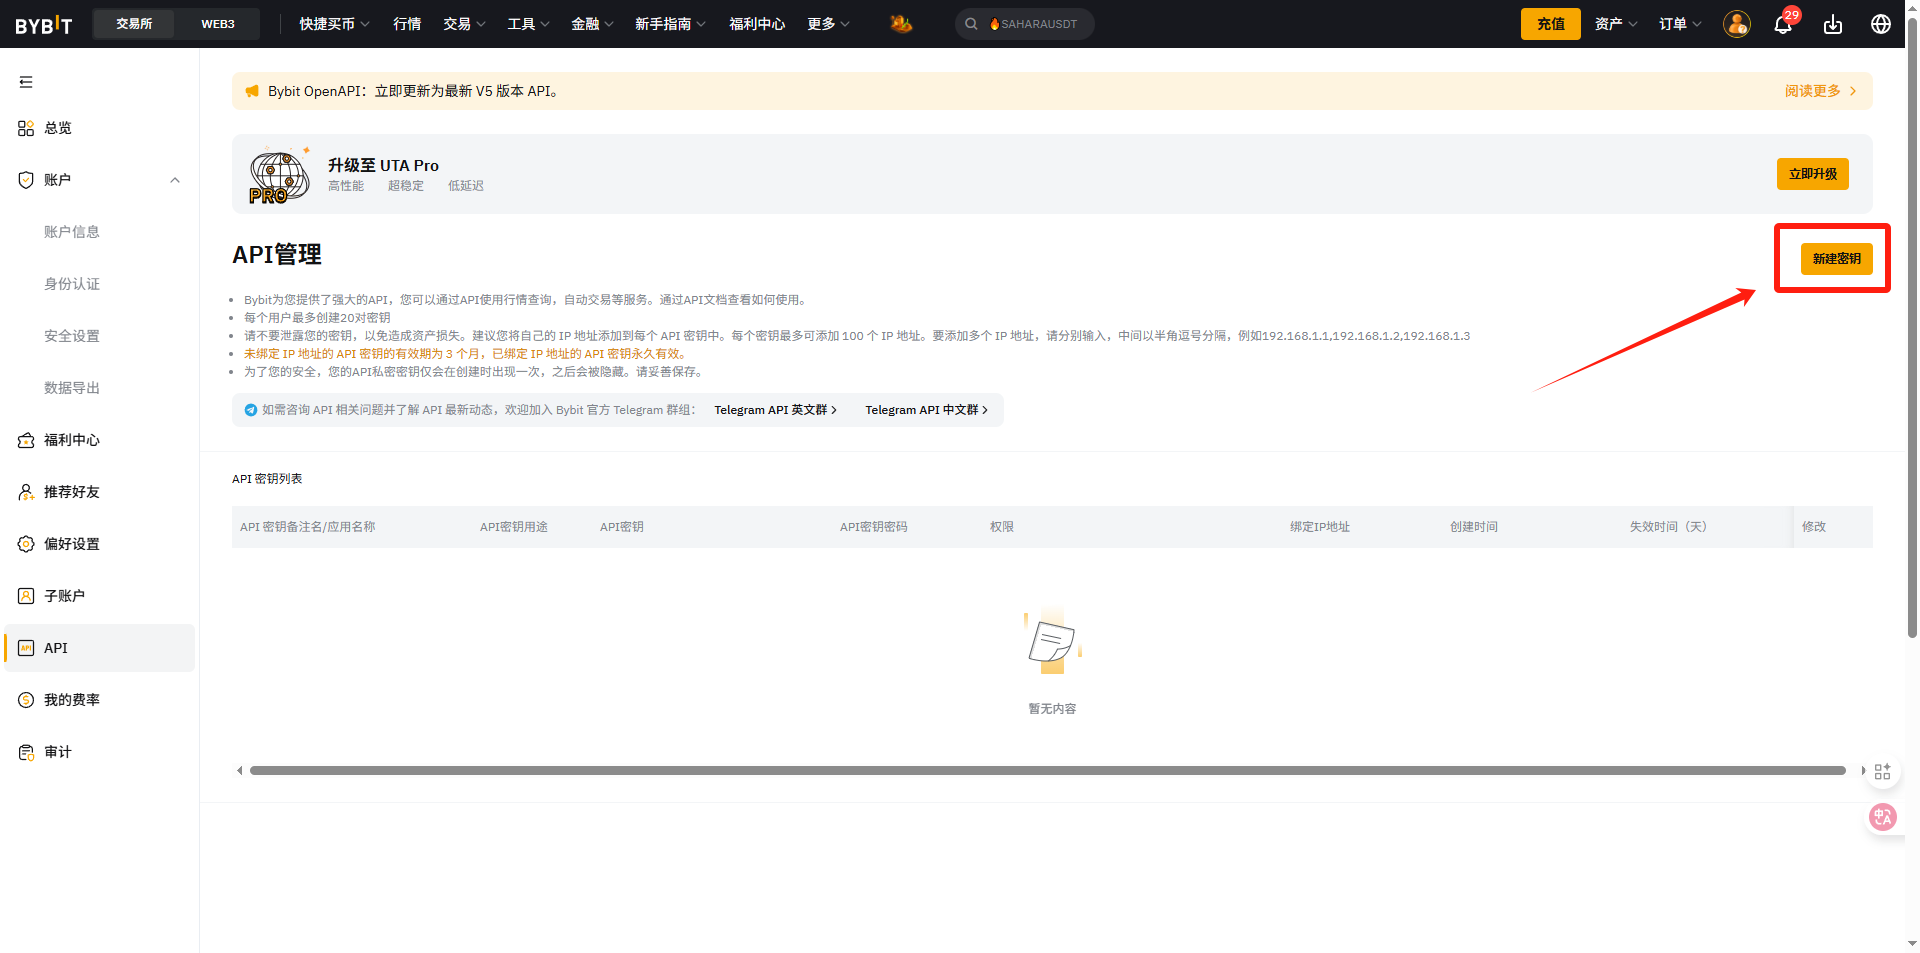 BYBIT 交易所 WEB3 快捷买币 行情 交易 工具 金融 新手指南 福利中心 更多 SAHARAUSDT 充值 资产 订单 29
Bybit OpenAPI：立即更新为最新 V5 版本 API。 阅读更多
总览
账户
账户信息
身份认证
安全设置
数据导出
福利中心
推荐好友
偏好设置
子账户
API
我的费率
审计
PRO
升级至 UTA Pro
高性能 超稳定 低延迟
立即升级
API管理
新建密钥
Bybit为您提供了强大的API，您可以通过API使用行情查询，自动交易等服务。通过API文档查看如何使用。
每个用户最多创建20对密钥
请不要泄露您的密钥，以免造成资产损失。建议您将自己的 IP 地址添加到每个 API 密钥中。每个密钥最多可添加 100 个 IP 地址。要添加多个 IP 地址，请分别输入，中间以半角逗号分隔，例如192.168.1.1,192.168.1.2,192.168.1.3
未绑定 IP 地址的 API 密钥的有效期为 3 个月，已绑定 IP 地址的 API 密钥永久有效。
为了您的安全，您的API私密密钥仅会在创建时出现一次，之后会被隐藏。请妥善保存。
如需咨询 API 相关问题并了解 API 最新动态，欢迎加入 Bybit 官方 Telegram 群组： Telegram API 英文群 Telegram API 中文群
API 密钥列表
API 密钥备注名/应用名称 API密钥用途 API密钥 API密钥密码 权限 绑定IP地址 创建时间 失效时间（天） 修改
暂无内容